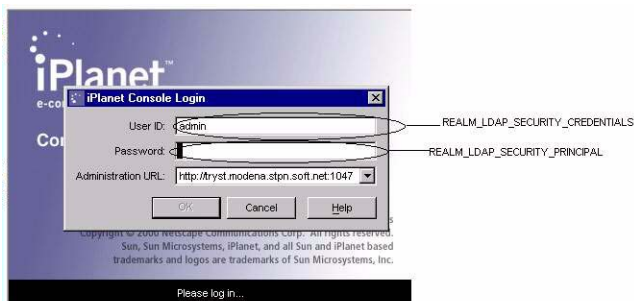 iPlanet™
e-co
iPlanet Console Login
User ID: admin
REALM_LDAP_SECURITY_CREDENTIALS
Con
Password:
REALM_LDAP_SECURITY_PRINCIPAL
Administration URL: http://tryst.modena.stpn.soft.net:1047
OK Cancel Help
s
Copyright © 2000 Netscape Communications Corp. All rights reserved.
Sun, Sun Microsystems, iPlanet, and all Sun and iPlanet based
trademarks and logos are trademarks of Sun Microsystems, Inc.
Please log in...